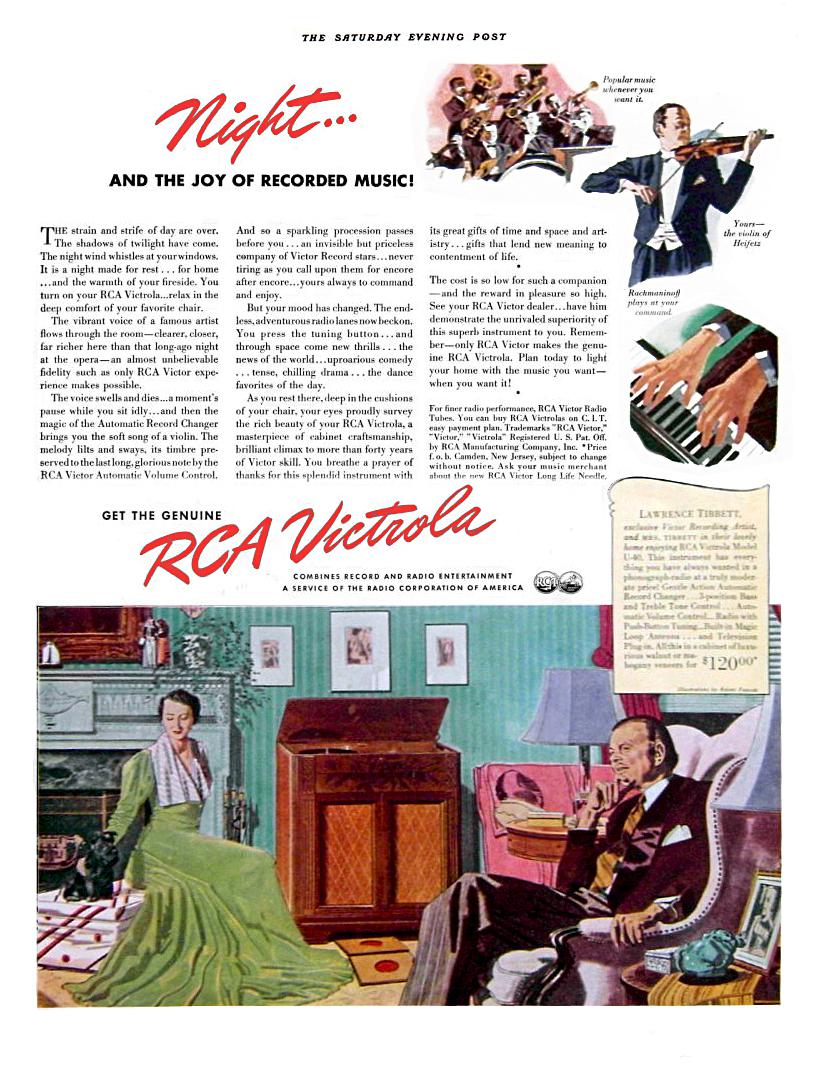 THE SATURDAY EVENING POST
Night...
AND THE JOY OF RECORDED MUSIC!
Popular music
whenever you
want it.
Yours—
the violin of
Heifetz
Rachmaninoff
plays at your
command.
THE strain and strife of day are over.
The shadows of twilight have come.
The night wind whistles at your windows.
It is a night made for rest . . . for home
...and the warmth of your fireside. You
turn on your RCA Victrola...relax in the
deep comfort of your favorite chair.
The vibrant voice of a famous artist
flows through the room—clearer, closer,
far richer here than that long-ago night
at the opera—an almost unbelievable
fidelity such as only RCA Victor expe-
rience makes possible.
The voice swells and dies...a moment's
pause while you sit idly...and then the
magic of the Automatic Record Changer
brings you the soft song of a violin. The
melody lilts and sways, its timbre pre-
served to the last long, glorious note by the
RCA Victor Automatic Volume Control.
And so a sparkling procession passes
before you . . . an invisible but priceless
company of Victor Record stars...never
tiring as you call upon them for encore
after encore...yours always to command
and enjoy.
But your mood has changed. The end-
less, adventurous radio lanes now beckon.
You press the tuning button . . . and
through space come new thrills . . . the
news of the world...uproarious comedy
. . . tense, chilling drama . . . the dance
favorites of the day.
As you rest there, deep in the cushions
of your chair, your eyes proudly survey
the rich beauty of your RCA Victrola, a
masterpiece of cabinet craftsmanship,
brilliant climax to more than forty years
of Victor skill. You breathe a prayer of
thanks for this splendid instrument with
its great gifts of time and space and art-
istry . . . gifts that lend new meaning to
contentment of life.
•
The cost is so low for such a companion
—and the reward in pleasure so high.
See your RCA Victor dealer...have him
demonstrate the unrivaled superiority of
this superb instrument to you. Remem-
ber—only RCA Victor makes the genu-
ine RCA Victrola. Plan today to light
your home with the music you want—
when you want it!
•
For finer radio performance, RCA Victor Radio
Tubes. You can buy RCA Victrolas on C. I. T.
easy payment plan. Trademarks "RCA Victor,"
"Victor," "Victrola" Registered U. S. Pat. Off.
by RCA Manufacturing Company, Inc. *Price
f. o. b. Camden, New Jersey, subject to change
without notice. Ask your music merchant
about the new RCA Victor Long Life Needle.
GET THE GENUINE
RCA Victrola
COMBINES RECORD AND RADIO ENTERTAINMENT
A SERVICE OF THE RADIO CORPORATION OF AMERICA
RCA
LAWRENCE TIBBETT,
exclusive Victor Recording Artist,
and MRS. TIBBETT in their lovely
home enjoying RCA Victrola Model
U-40. This instrument has every-
thing you have always wanted in a
phonograph-radio at a truly moder-
ate price! Gentle Action Automatic
Record Changer . . . 3-position Bass
and Treble Tone Control . . . Auto-
matic Volume Control...Radio with
Push-Button Tuning...Built-in Magic
Loop Antenna . . . and Television
Plug-in. All this in a cabinet of luxu-
rious walnut or ma-
hogany veneers for $120.00*
Illustrations by Robert